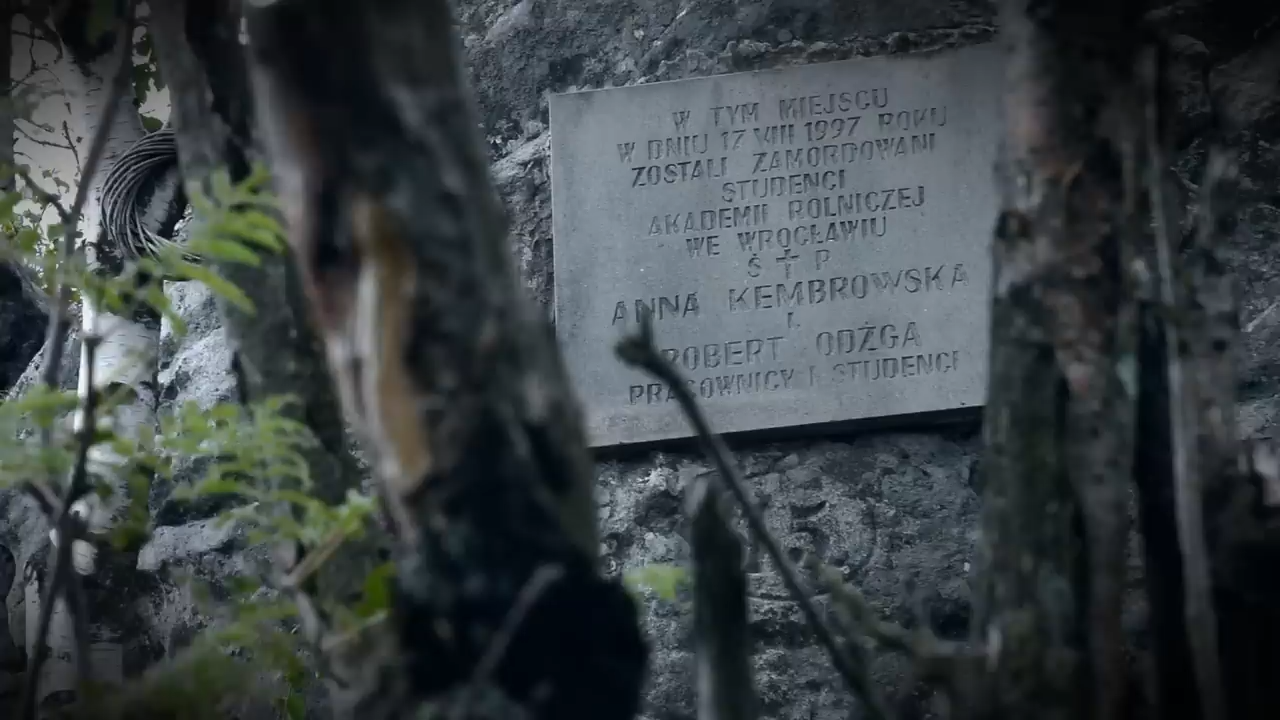 W TYM MIEJSCU
W DNIU 17 VIII 1997 ROKU
ZOSTALI ZAMORDOWANI
STUDENCI
AKADEMII ROLNICZEJ
WE WROCŁAWIU
Ś † P
ANNA KEMBROWSKA
I
ROBERT ODŻGA
PRACOWNICY I STUDENCI